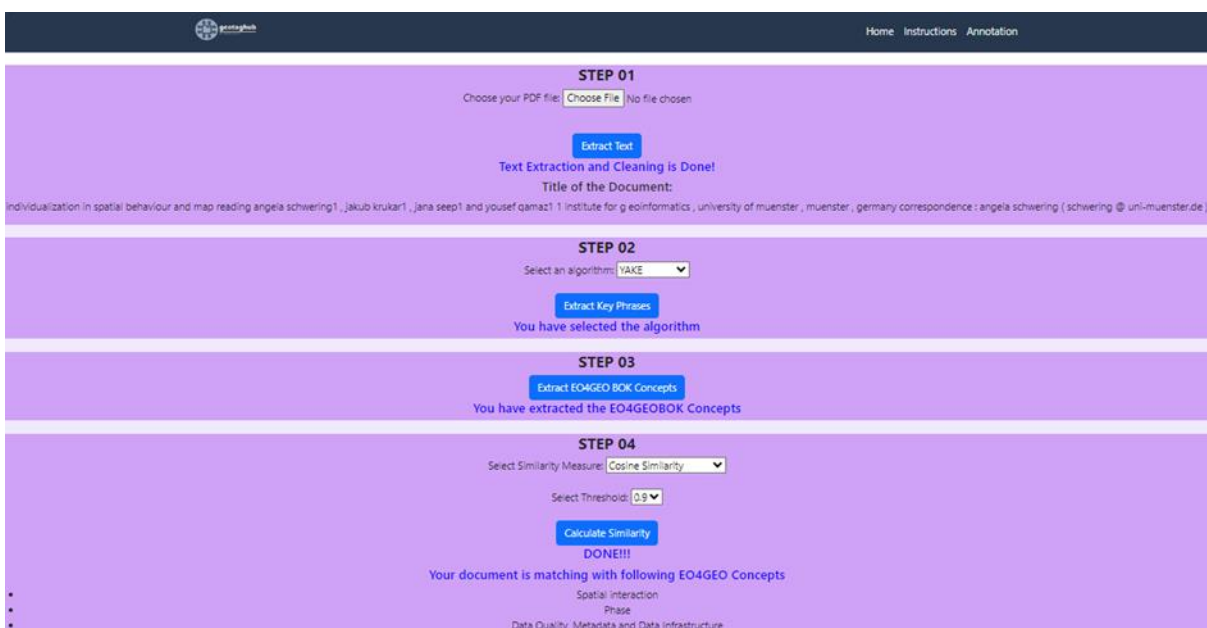 geotaghub
Home Instructions Annotation
STEP 01
Choose your PDF file: Choose File No file chosen
Extract Text
Text Extraction and Cleaning is Done!
Title of the Document:
individualization in spatial behaviour and map reading angela schwering1 , jakub krukar1 , jana seep1 and yousef qamaz1 1 institute for g eoinformatics , university of muenster , muenster , germany correspondence : angela schwering ( schwering @ uni-muenster.de )
STEP 02
Select an algorithm: YAKE
Extract Key Phrases
You have selected the algorithm
STEP 03
Extract EO4GEO BOK Concepts
You have extracted the EO4GEOBOK Concepts
STEP 04
Select Similarity Measure: Cosine Similarity
Select Threshold: 0.9
Calculate Similarity
DONE!!!
Your document is matching with following EO4GEO Concepts
Spatial interaction
Phase
Data Quality, Metadata and Data Infrastructure